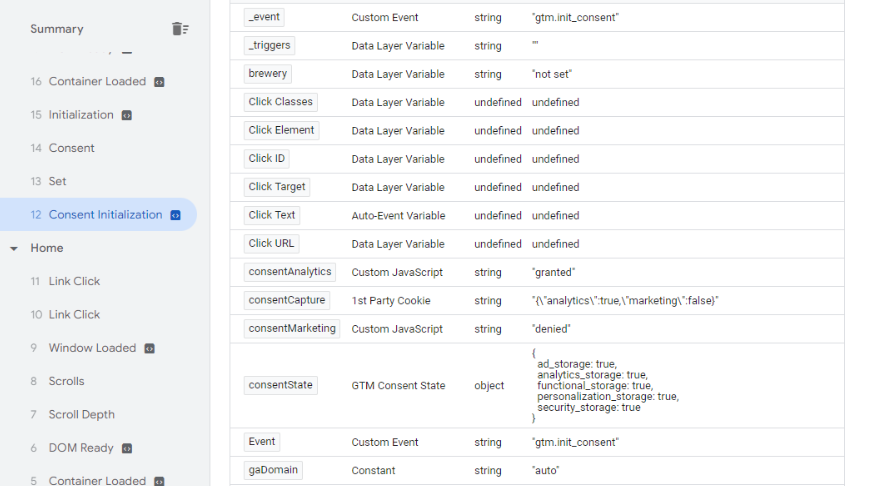 Summary
16 Container Loaded
15 Initialization
14 Consent
13 Set
12 Consent Initialization
Home
11 Link Click
10 Link Click
9 Window Loaded
8 Scrolls
7 Scroll Depth
6 DOM Ready
5 Container Loaded
_event Custom Event string "gtm.init_consent"
_triggers Data Layer Variable string ""
brewery Data Layer Variable string "not set"
Click Classes Data Layer Variable undefined undefined
Click Element Data Layer Variable undefined undefined
Click ID Data Layer Variable undefined undefined
Click Target Data Layer Variable undefined undefined
Click Text Auto-Event Variable undefined undefined
Click URL Data Layer Variable undefined undefined
consentAnalytics Custom JavaScript string "granted"
consentCapture 1st Party Cookie string "{\"analytics\":true,\"marketing\":false}"
consentMarketing Custom JavaScript string "denied"
consentState GTM Consent State object
{
ad_storage: true,
analytics_storage: true,
functional_storage: true,
personalization_storage: true,
security_storage: true
}
Event Custom Event string "gtm.init_consent"
gaDomain Constant string "auto"